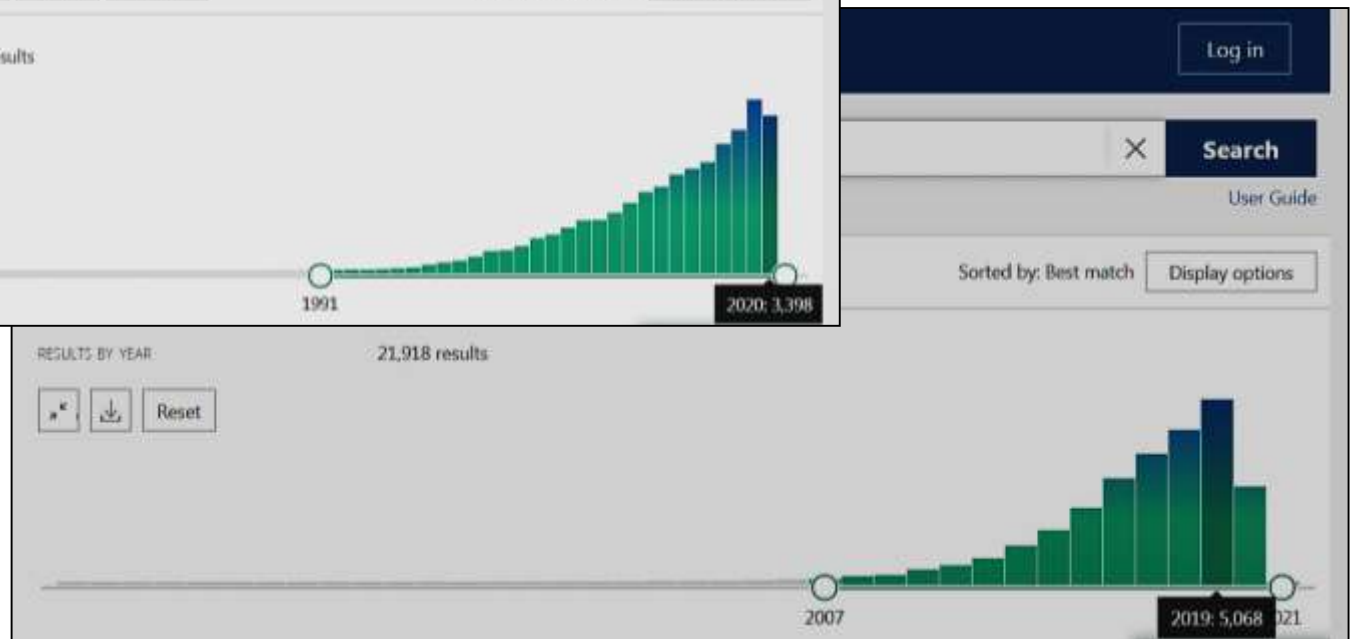 Log in
Search
User Guide
Sorted by: Best match
Display options
1991
2020: 3,398
RESULTS BY YEAR
21,918 results
Reset
2007
2019: 5,068